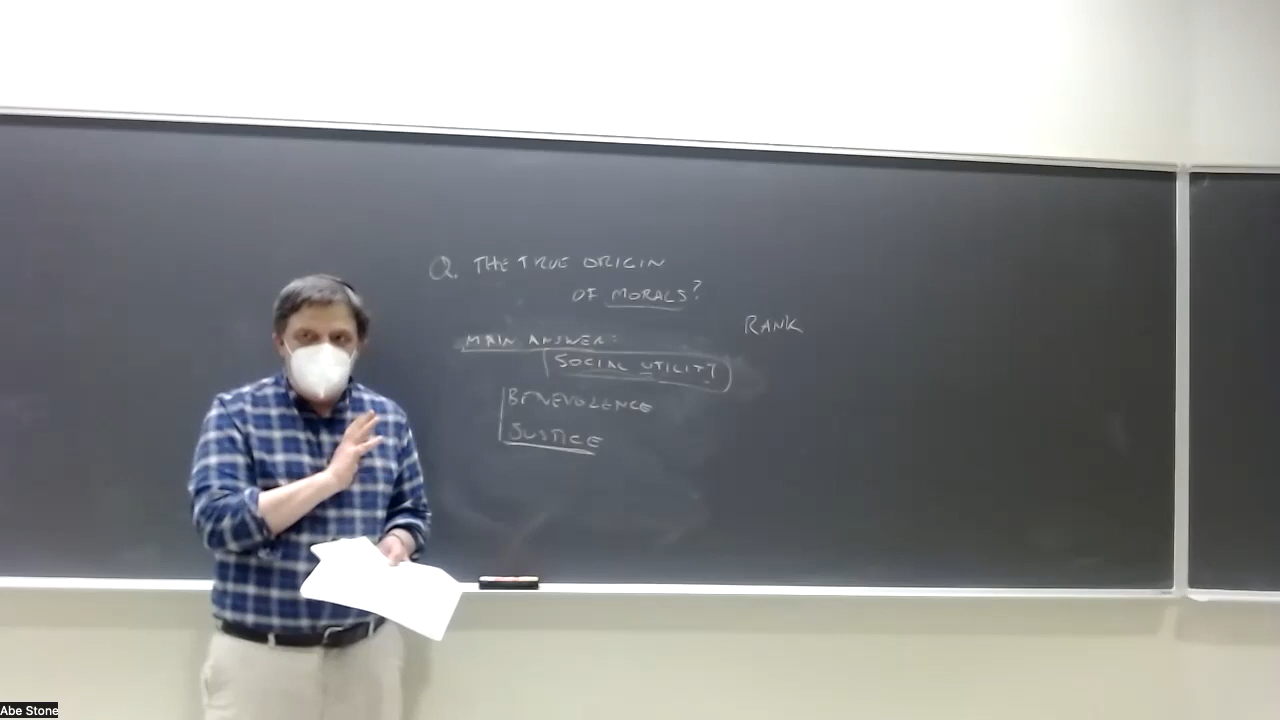 Q. THE TRUE ORIGIN
OF MORALS?
RANK
MAIN ANSWER:
SOCIAL UTILITY
BENEVOLENCE
JUSTICE
Abe Stone